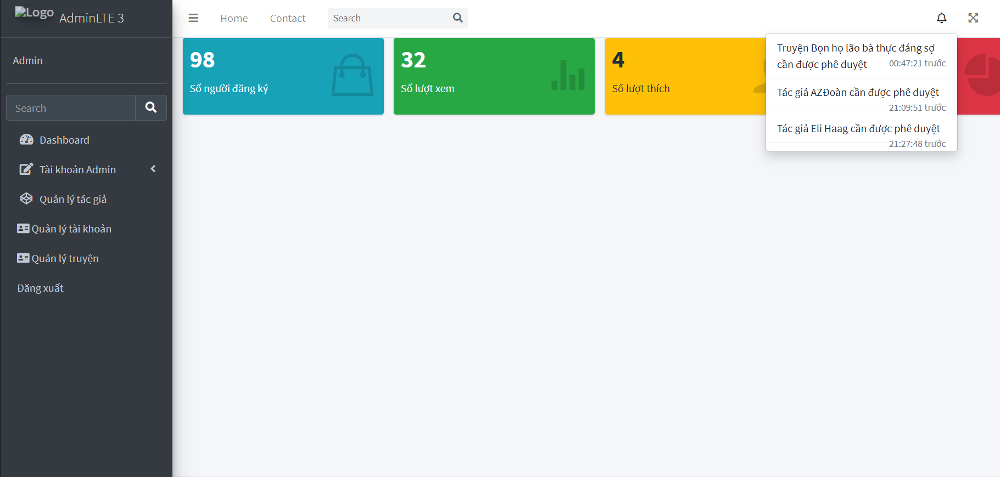 Logo
AdminLTE 3
Admin
Search
Dashboard
Tài khoản Admin
Quản lý tác giả
Quản lý tài khoản
Quản lý truyện
Đăng xuất
Home
Contact
Search
98
Số người đăng ký
32
Số lượt xem
4
Số lượt thích
Truyện Bọn họ lão bà thực đáng sợ
cần được phê duyệt
00:47:21 trước
Tác giả AZĐoàn cần được phê duyệt
21:09:51 trước
Tác giả Eli Haag cần được phê duyệt
21:27:48 trước